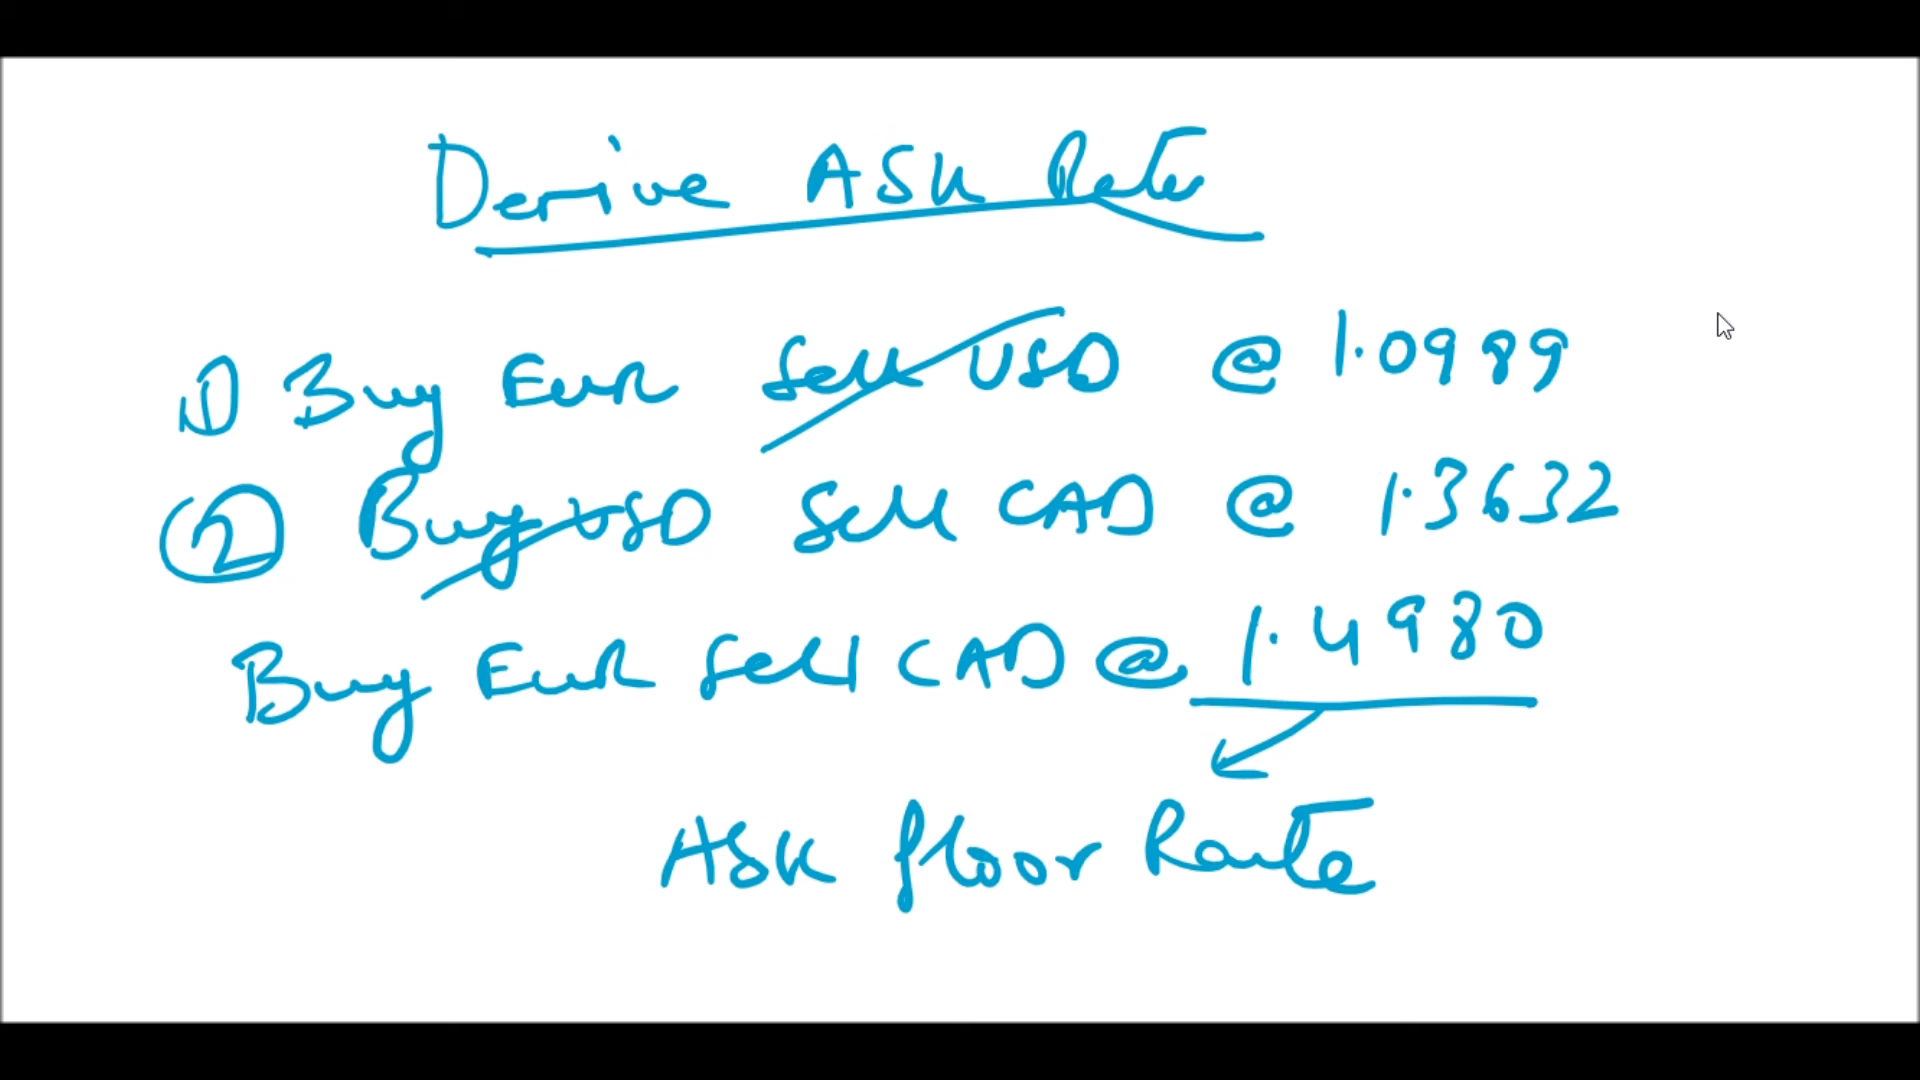 Derive ASK Rate
1) Buy EUR Sell USD @ 1.0989
2 Buy USD Sell CAD @ 1.3632
Buy EUR Sell CAD @ 1.4980
ASK floor Rate